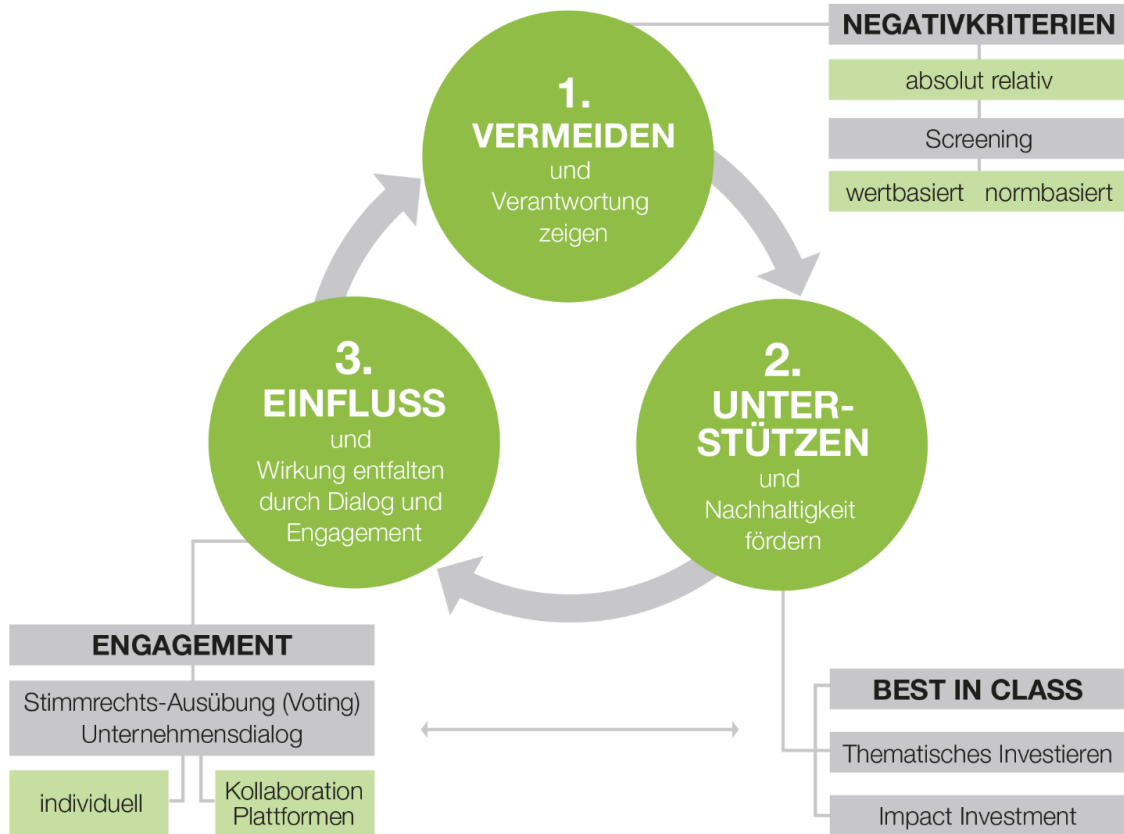 1.
VERMEIDEN
und
Verantwortung
zeigen
NEGATIVKRITERIEN
absolut relativ
Screening
wertbasiert normbasiert
2.
UNTER-
STÜTZEN
und
Nachhaltigkeit
fördern
BEST IN CLASS
Thematisches Investieren
Impact Investment
3.
EINFLUSS
und
Wirkung entfalten
durch Dialog und
Engagement
ENGAGEMENT
Stimmrechts-Ausübung (Voting)
Unternehmensdialog
individuell
Kollaboration
Plattformen